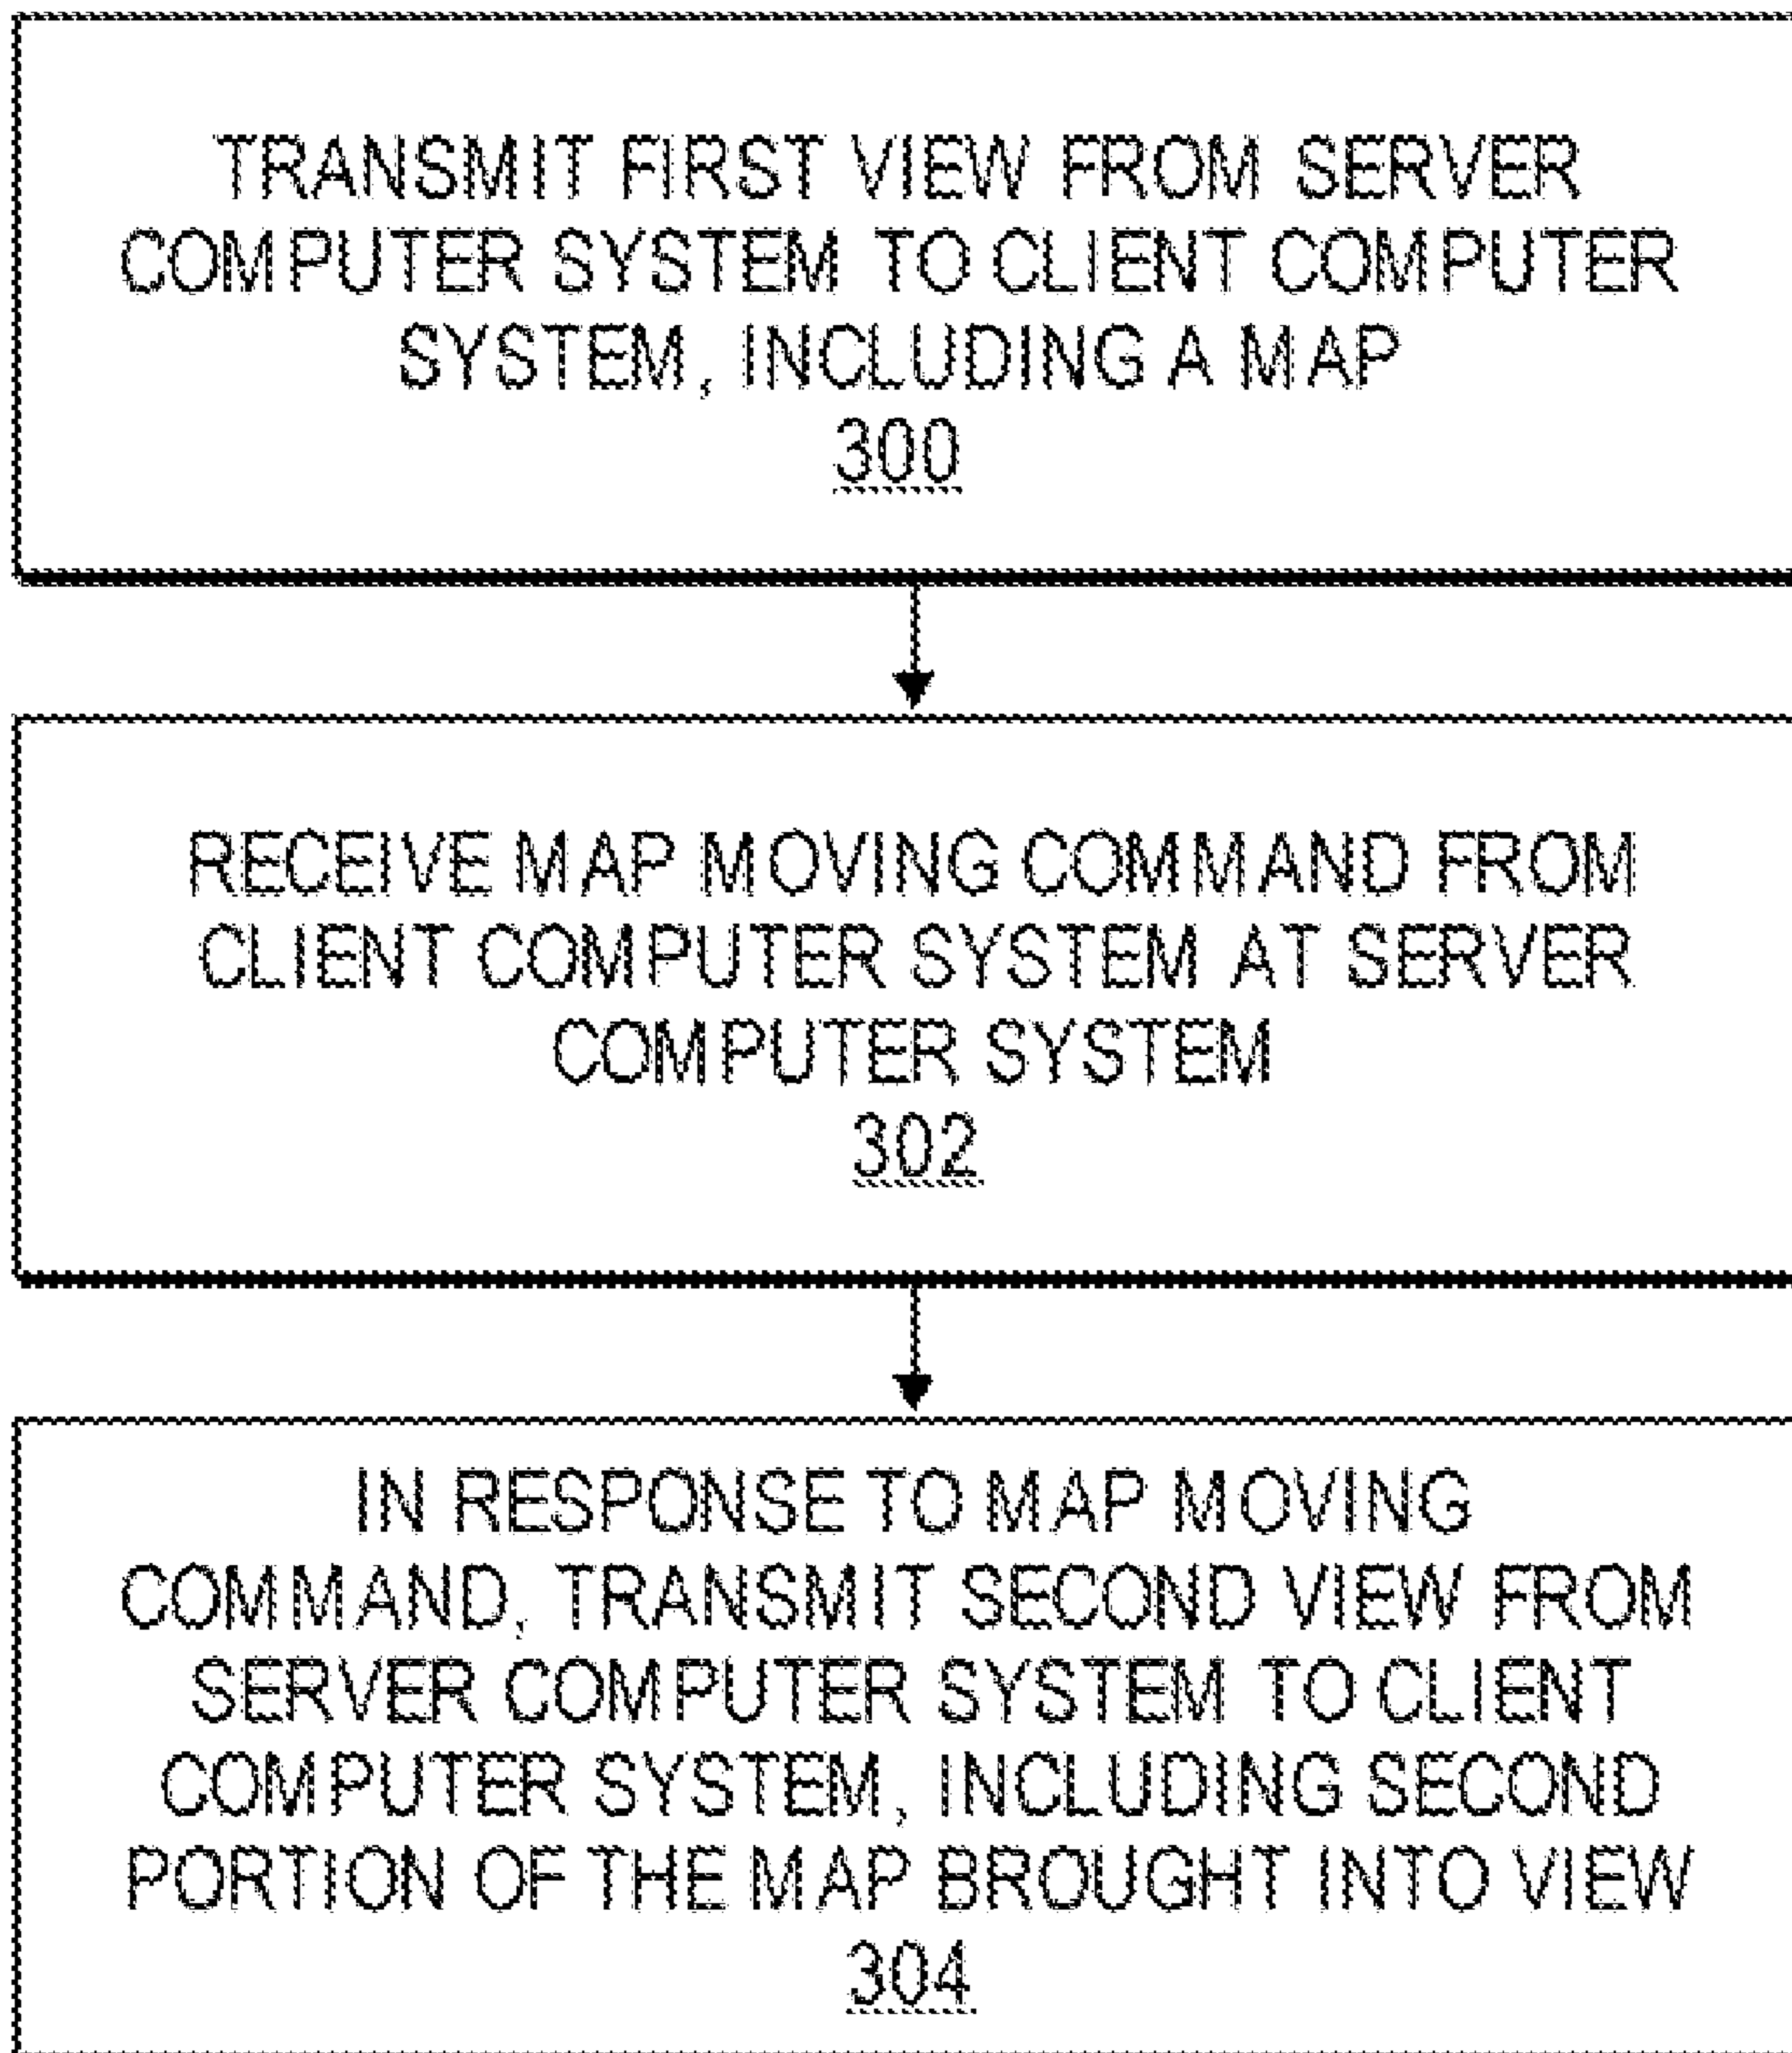 TRANSMIT FIRST VIEW FROM SERVER
COMPUTER SYSTEM TO CLIENT COMPUTER
SYSTEM, INCLUDING A MAP
300
RECEIVE MAP MOVING COMMAND FROM
CLIENT COMPUTER SYSTEM AT SERVER
COMPUTER SYSTEM
302
IN RESPONSE TO MAP MOVING
COMMAND, TRANSMIT SECOND VIEW FROM
SERVER COMPUTER SYSTEM TO CLIENT
COMPUTER SYSTEM, INCLUDING SECOND
PORTION OF THE MAP BROUGHT INTO VIEW
304